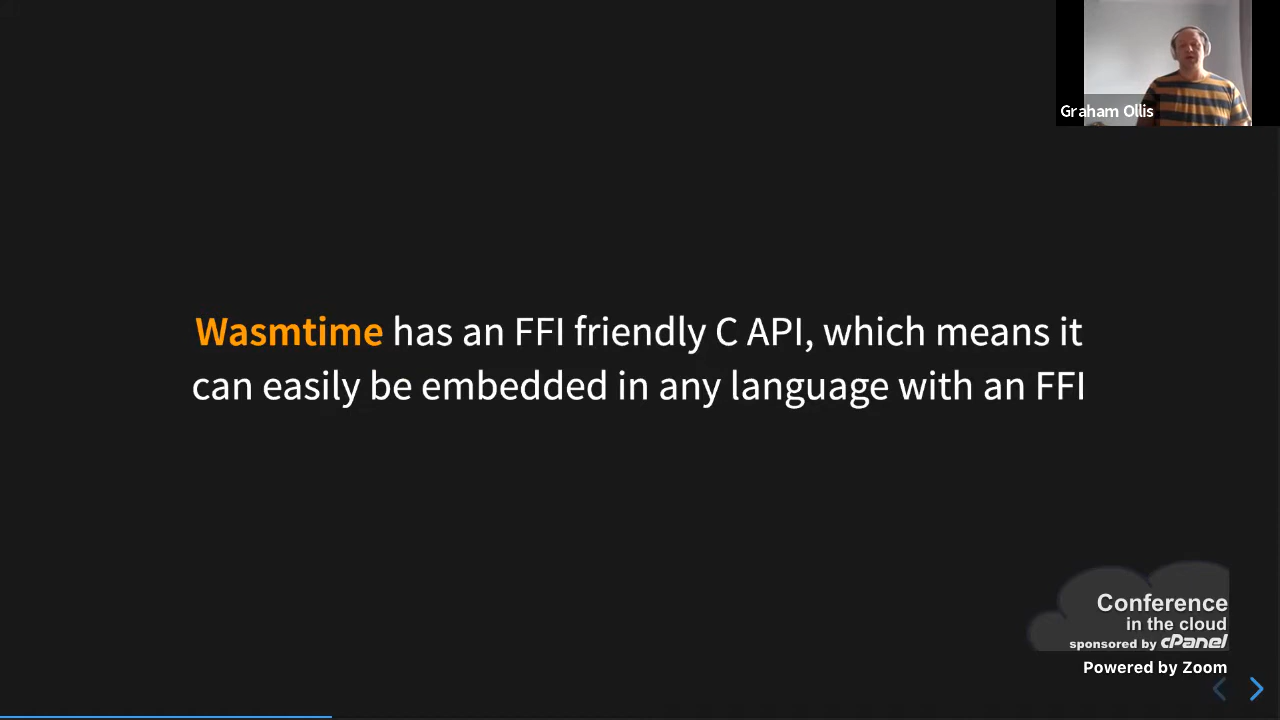 Graham Ollis
Wasmtime has an FFI friendly C API, which means it
can easily be embedded in any language with an FFI
Conference
in the cloud
sponsored by cPanel
Powered by Zoom